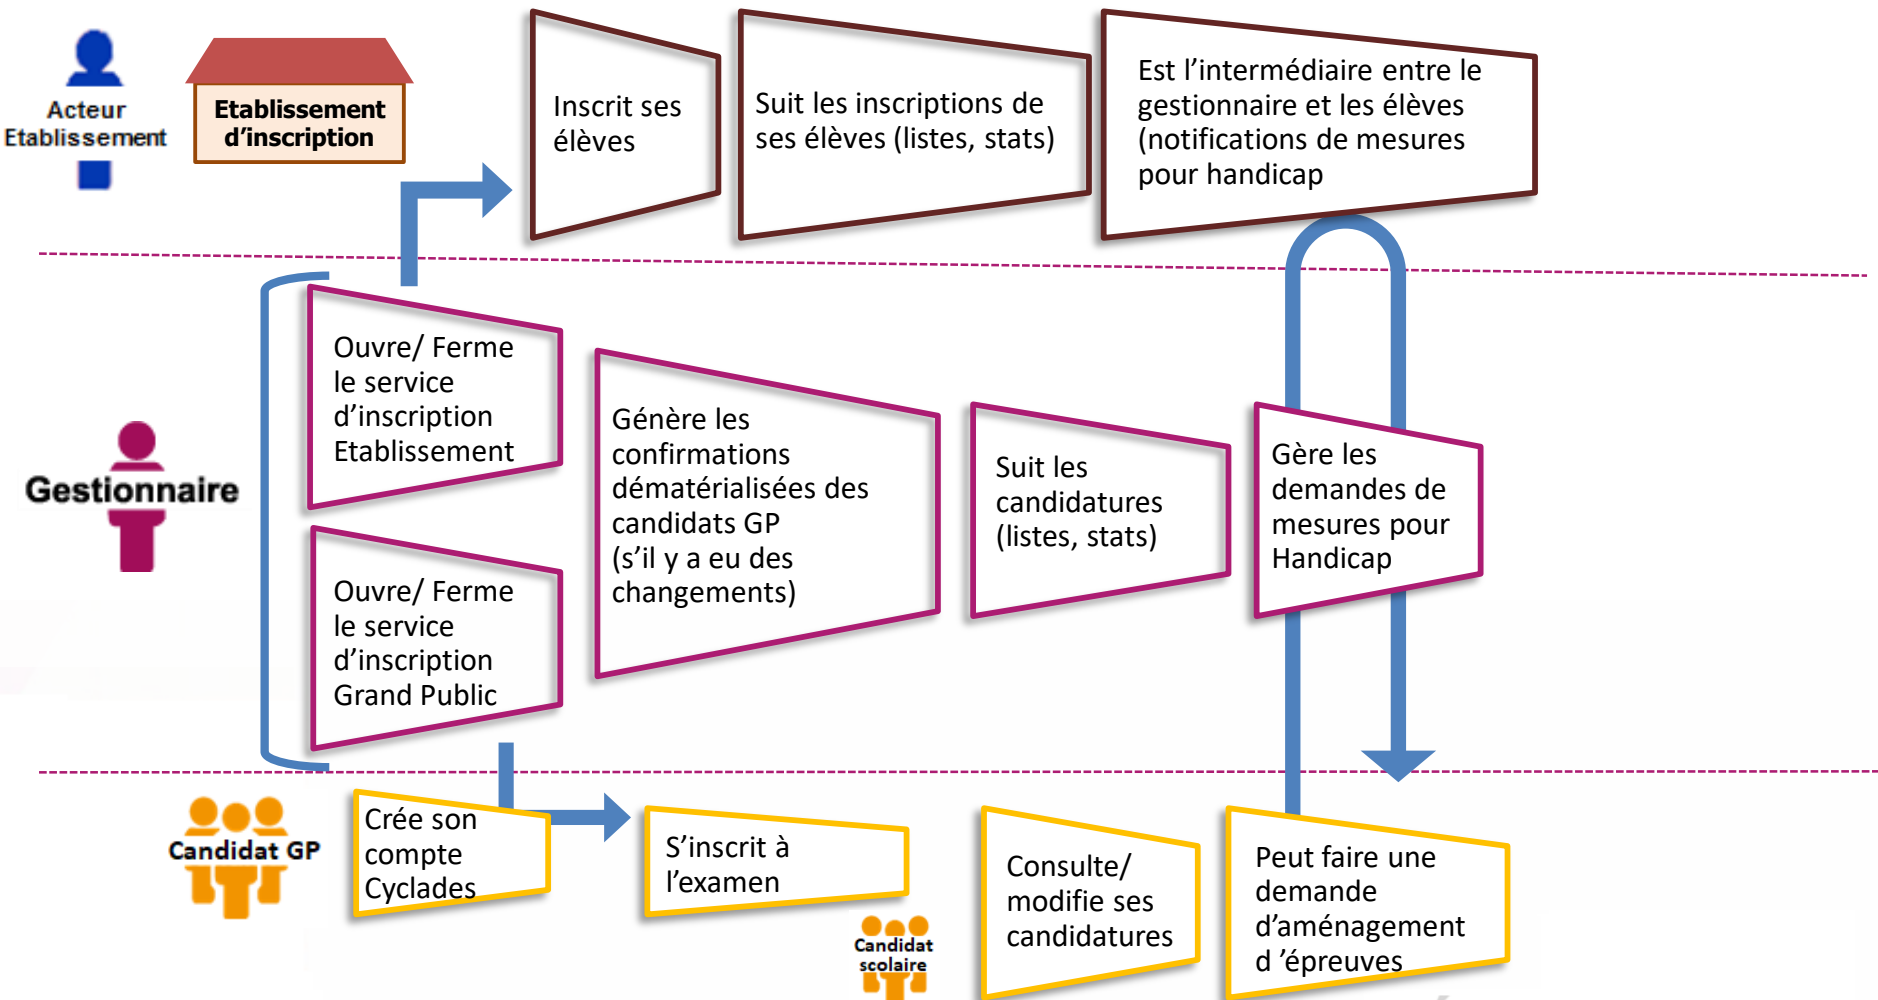 Acteur
Etablissement
Etablissement
d’inscription
Inscrit ses
élèves
Suit les inscriptions de
ses élèves (listes, stats)
Est l’intermédiaire entre le
gestionnaire et les élèves
(notifications de mesures
pour handicap
Gestionnaire
Ouvre/ Ferme
le service
d’inscription
Etablissement
Ouvre/ Ferme
le service
d’inscription
Grand Public
Génère les
confirmations
dématérialisées des
candidats GP
(s’il y a eu des
changements)
Suit les
candidatures
(listes, stats)
Gère les
demandes de
mesures pour
Handicap
Candidat GP
Crée son
compte
Cyclades
S’inscrit à
l’examen
Candidat
scolaire
Consulte/
modifie ses
candidatures
Peut faire une
demande
d’aménagement
d ’épreuves